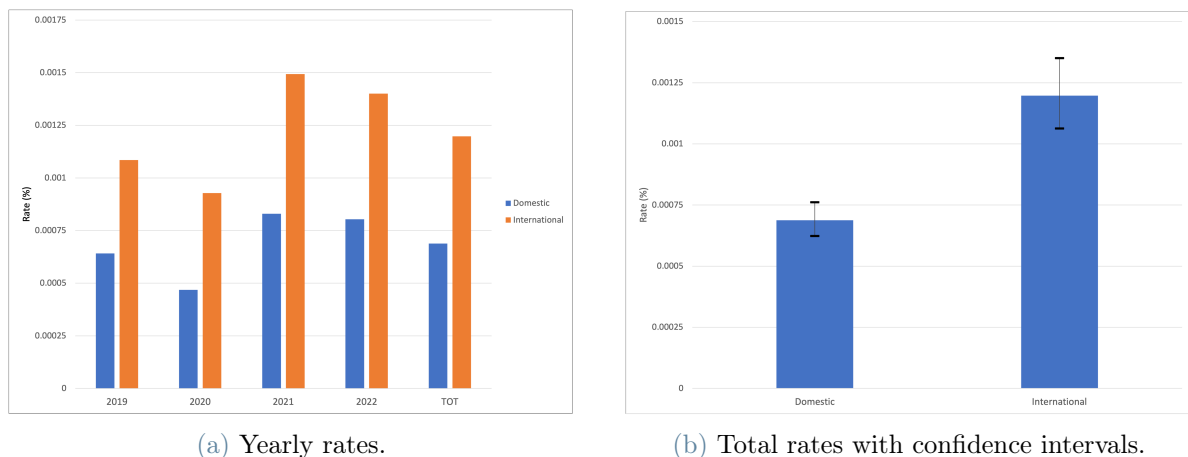 0.00175
0.0015
0.00125
0.001
0.00075
0.0005
0.00025
0
Rate (%)
2019 2020 2021 2022 TOT
Domestic
International
(a) Yearly rates.
0.0015
0.00125
0.001
0.00075
0.0005
0.00025
0
Rate (%)
Domestic International
(b) Total rates with confidence intervals.